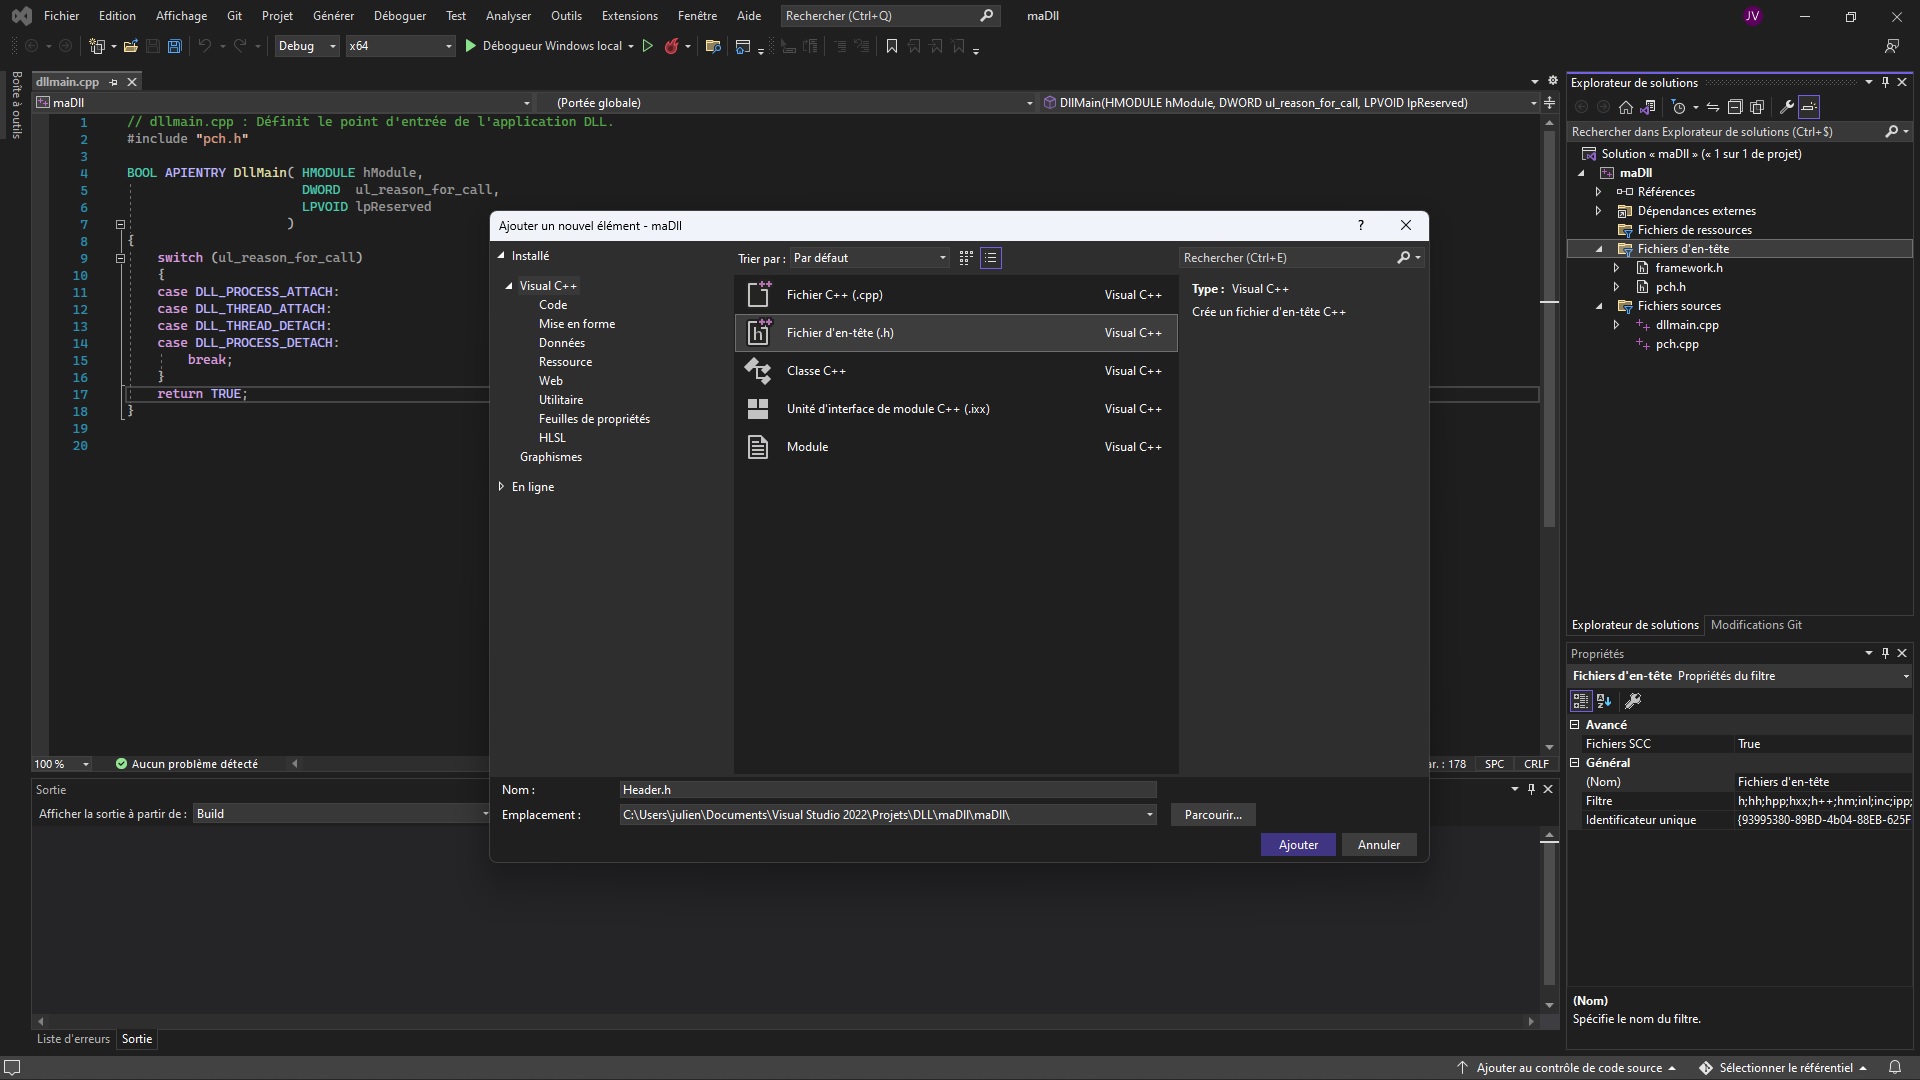 Fichier Edition Affichage Git Projet Générer Déboguer Test Analyser Outils Extensions Fenêtre Aide Rechercher (Ctrl+Q) maDll JV
Debug x64 Débogueur Windows local
Boîte à outils
dllmain.cpp
maDll (Portée globale) DllMain(HMODULE hModule, DWORD ul_reason_for_call, LPVOID lpReserved)
1 // dllmain.cpp : Définit le point d'entrée de l'application DLL.
2 #include "pch.h"
3
4 BOOL APIENTRY DllMain( HMODULE hModule,
5 DWORD ul_reason_for_call,
6 LPVOID lpReserved
7 )
8 {
9 switch (ul_reason_for_call)
10 {
11 case DLL_PROCESS_ATTACH:
12 case DLL_THREAD_ATTACH:
13 case DLL_THREAD_DETACH:
14 case DLL_PROCESS_DETACH:
15 break;
16 }
17 return TRUE;
18 }
19
20
100 % Aucun problème détecté
ar. : 178 SPC CRLF
Sortie
Afficher la sortie à partir de : Build
Liste d'erreurs Sortie
Ajouter un nouvel élément - maDll ?
Installé
Visual C++
Code
Mise en forme
Données
Ressource
Web
Utilitaire
Feuilles de propriétés
HLSL
Graphismes
En ligne
Trier par : Par défaut
Rechercher (Ctrl+E)
Fichier C++ (.cpp) Visual C++
Fichier d'en-tête (.h) Visual C++
Classe C++ Visual C++
Unité d'interface de module C++ (.ixx) Visual C++
Module Visual C++
Type : Visual C++
Crée un fichier d'en-tête C++
Nom : Header.h
Emplacement : C:\Users\julien\Documents\Visual Studio 2022\Projets\DLL\maDll\maDll\ Parcourir...
Ajouter Annuler
Explorateur de solutions
Rechercher dans Explorateur de solutions (Ctrl+$)
Solution « maDll » (« 1 sur 1 de projet)
maDll
Références
Dépendances externes
Fichiers de ressources
Fichiers d'en-tête
framework.h
pch.h
Fichiers sources
dllmain.cpp
pch.cpp
Explorateur de solutions Modifications Git
Propriétés
Fichiers d'en-tête Propriétés du filtre
Avancé
Fichiers SCC True
Général
(Nom) Fichiers d'en-tête
Filtre h;hh;hpp;hxx;h++;hm;inl;inc;ipp;
Identificateur unique {93995380-89BD-4b04-88EB-625F
(Nom)
Spécifie le nom du filtre.
Ajouter au contrôle de code source Sélectionner le référentiel